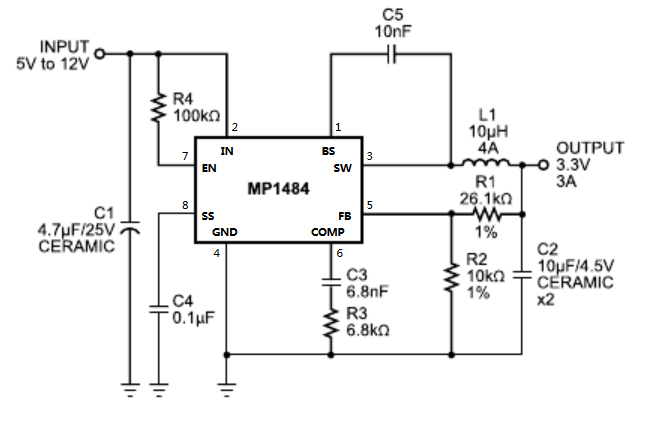 C5
10nF
INPUT
5V to 12V
R4
100kΩ
2
1
L1
10μH
4A
OUTPUT
3.3V
3A
7
IN
BS
3
EN
SW
MP1484
R1
26.1kΩ
1%
8
SS
FB
5
GND
COMP
C1
4.7μF/25V
CERAMIC
4
6
C3
6.8nF
R2
10kΩ
1%
C2
10μF/4.5V
CERAMIC
x2
C4
0.1μF
R3
6.8kΩ